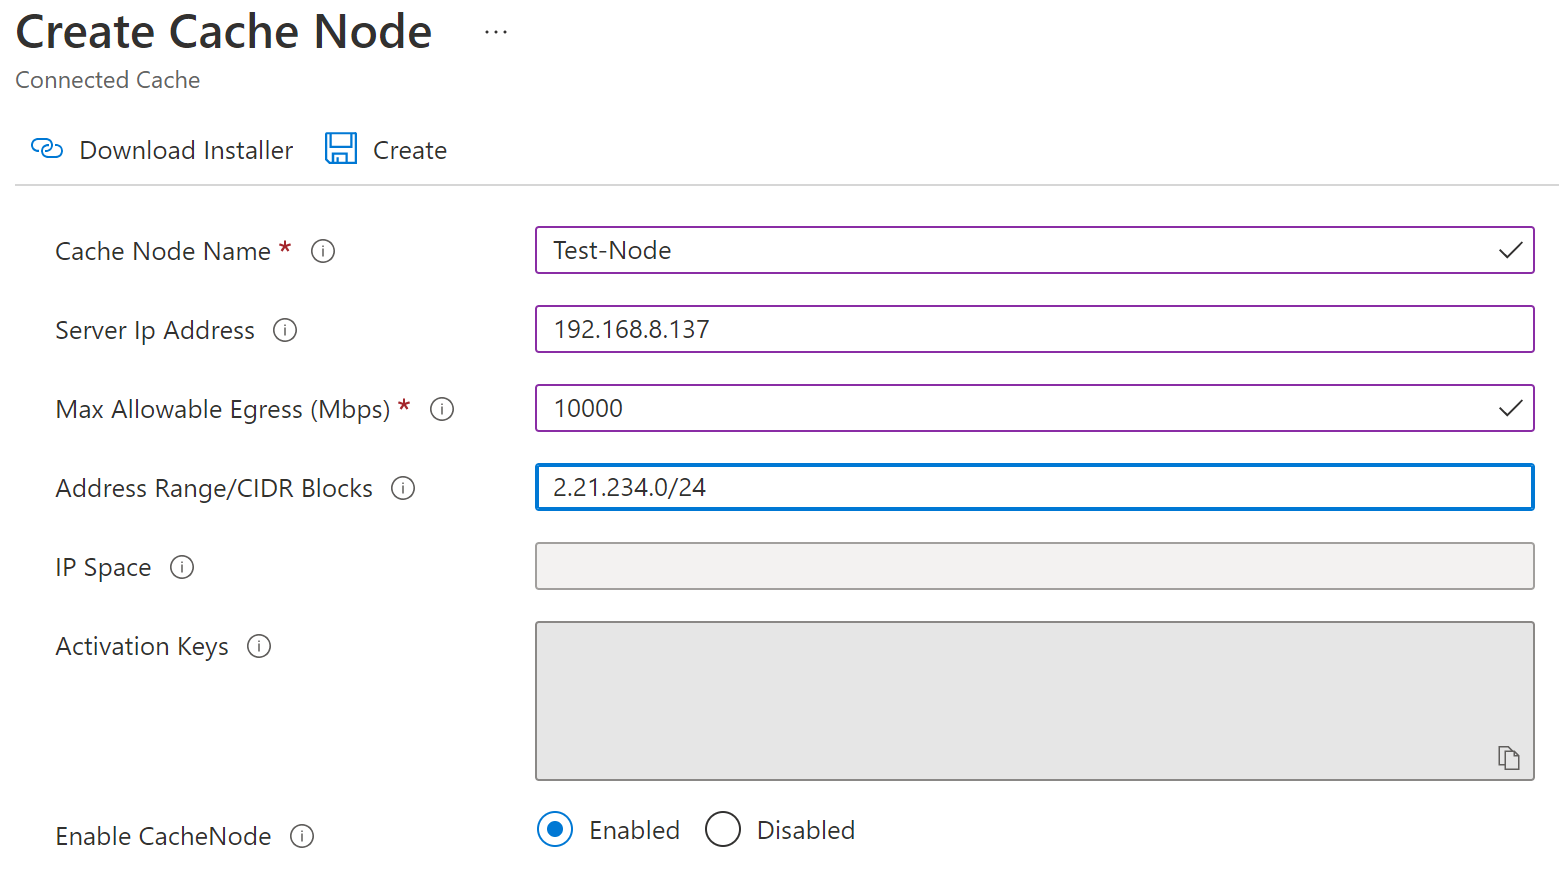 Create Cache Node ...
Connected Cache
Download Installer Create
Cache Node Name * Test-Node
Server Ip Address 192.168.8.137
Max Allowable Egress (Mbps) * 10000
Address Range/CIDR Blocks 2.21.234.0/24
IP Space
Activation Keys
Enable CacheNode Enabled Disabled